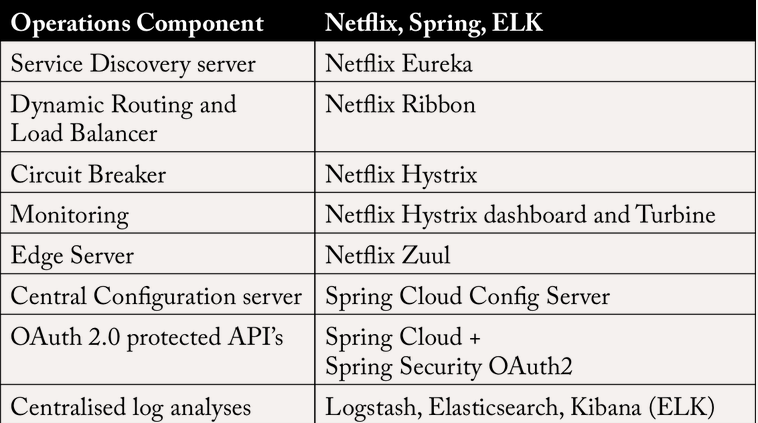 Operations Component Netflix, Spring, ELK
Service Discovery server Netflix Eureka
Dynamic Routing and Netflix Ribbon
Load Balancer
Circuit Breaker Netflix Hystrix
Monitoring Netflix Hystrix dashboard and Turbine
Edge Server Netflix Zuul
Central Configuration server Spring Cloud Config Server
OAuth 2.0 protected API’s Spring Cloud +
Spring Security OAuth2
Centralised log analyses Logstash, Elasticsearch, Kibana (ELK)